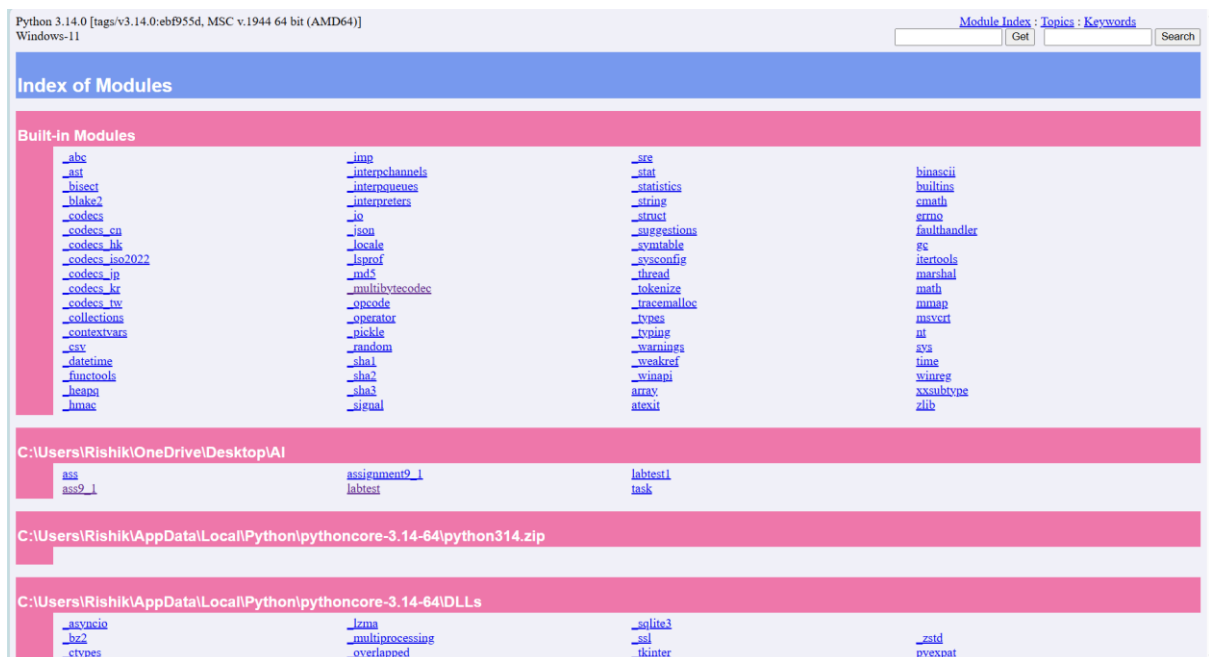 Python 3.14.0 [tags/v3.14.0:ebf955d, MSC v.1944 64 bit (AMD64)]
Windows-11
Module Index : Topics : Keywords
Get Search
Index of Modules
Built-in Modules
_abc
_ast
_bisect
_blake2
_codecs
_codecs_cn
_codecs_hk
_codecs_iso2022
_codecs_jp
_codecs_kr
_codecs_tw
_collections
_contextvars
_csv
_datetime
_functools
_heapq
_hmac
_imp
_interpchannels
_interpqueues
_interpreters
_io
_json
_locale
_lsprof
_md5
_multibytecodec
_opcode
_operator
_pickle
_random
_sha1
_sha2
_sha3
_signal
_sre
_stat
_statistics
_string
_struct
_suggestions
_symtable
_sysconfig
_thread
_tokenize
_tracemalloc
_types
_typing
_warnings
_weakref
_winapi
array
atexit
binascii
builtins
cmath
errno
faulthandler
gc
itertools
marshal
math
mmap
msvcrt
nt
sys
time
winreg
xxsubtype
zlib
C:\Users\Rishik\OneDrive\Desktop\AI
ass
ass9_1
assignment9_1
labtest
labtest1
task
C:\Users\Rishik\AppData\Local\Python\pythoncore-3.14-64\python314.zip
C:\Users\Rishik\AppData\Local\Python\pythoncore-3.14-64\DLLs
_asyncio
_bz2
_ctypes
_lzma
_multiprocessing
_overlapped
_sqlite3
_ssl
_tkinter
_zstd
pyexpat